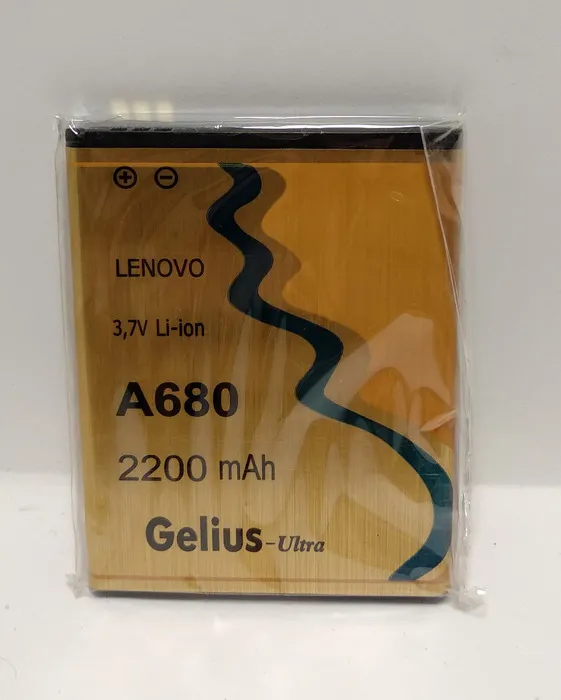 + -
LENOVO
3,7V Li-ion
A680
2200 mAh
Gelius-Ultra